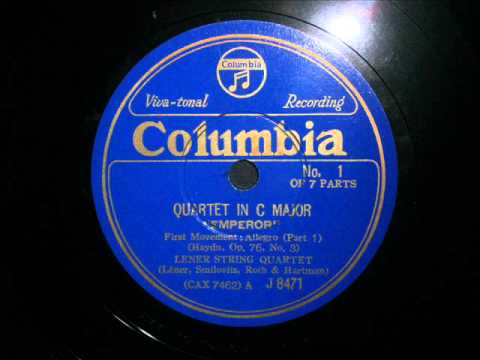 Columbia
Viva-tonal Recording
Columbia
No. 1
OF 7 PARTS
QUARTET IN C MAJOR
"EMPEROR"
First Movement: Allegro (Part 1)
(Haydn, Op. 76, No. 3)
LENER STRING QUARTET
(Léner, Smilovits, Roth & Hartman)
(CAX 7462) A J 8471